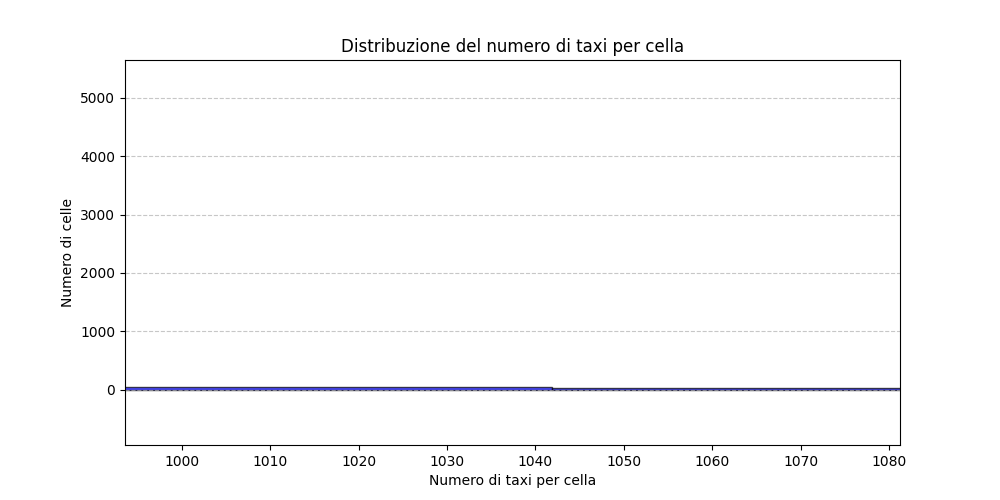 Distribuzione del numero di taxi per cella
Numero di celle
5000
4000
3000
2000
1000
0
1000 1010 1020 1030 1040 1050 1060 1070 1080
Numero di taxi per cella